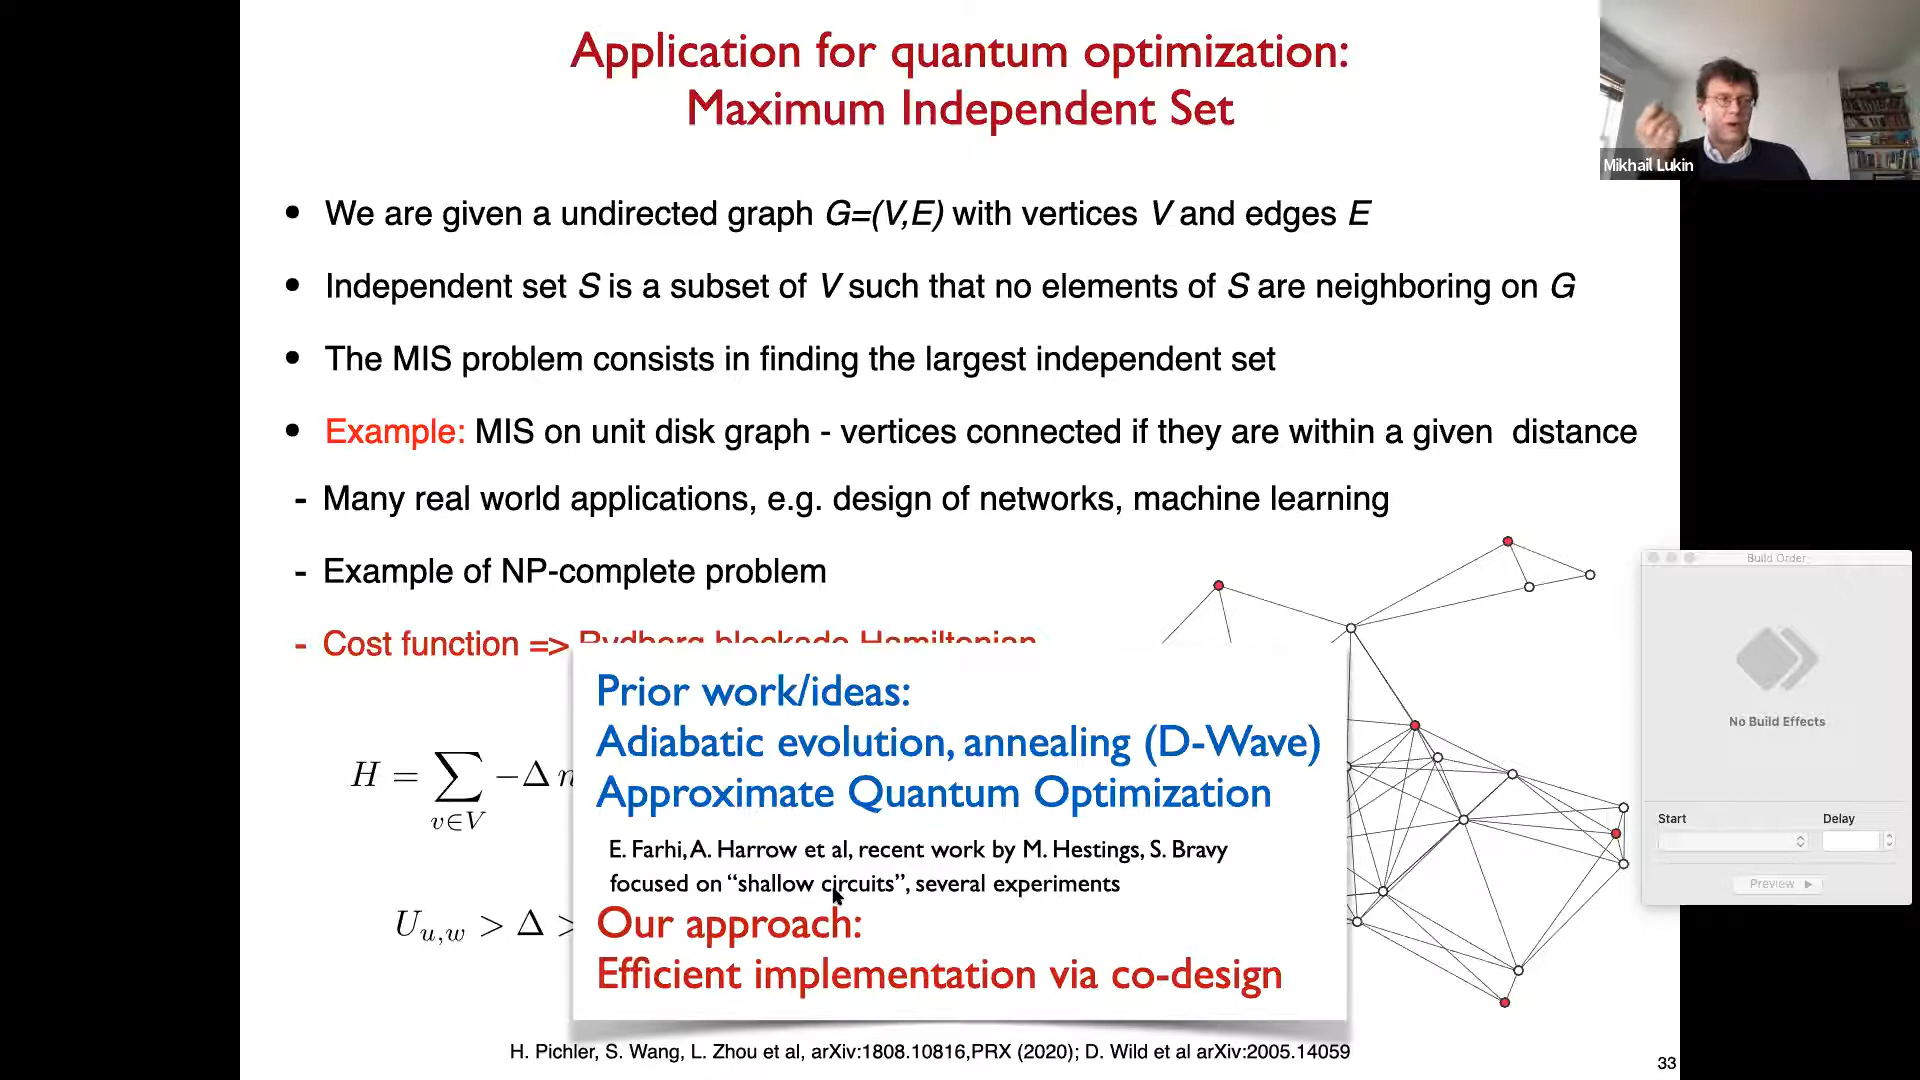 Application for quantum optimization:
Maximum Independent Set
Mikhail Lukin
• We are given a undirected graph G=(V,E) with vertices V and edges E
• Independent set S is a subset of V such that no elements of S are neighboring on G
• The MIS problem consists in finding the largest independent set
• Example: MIS on unit disk graph - vertices connected if they are within a given distance
- Many real world applications, e.g. design of networks, machine learning
- Example of NP-complete problem
- Cost function => Rydberg blockade Hamiltonian
H = ∑ −Δ n
v∈V
U_{u,w} > Δ >
Prior work/ideas:
Adiabatic evolution, annealing (D-Wave)
Approximate Quantum Optimization
E. Farhi, A. Harrow et al, recent work by M. Hestings, S. Bravy
focused on “shallow circuits”, several experiments
Our approach:
Efficient implementation via co-design
H. Pichler, S. Wang, L. Zhou et al, arXiv:1808.10816,PRX (2020); D. Wild et al arXiv:2005.14059
33
Build Order
No Build Effects
Start Delay
Preview